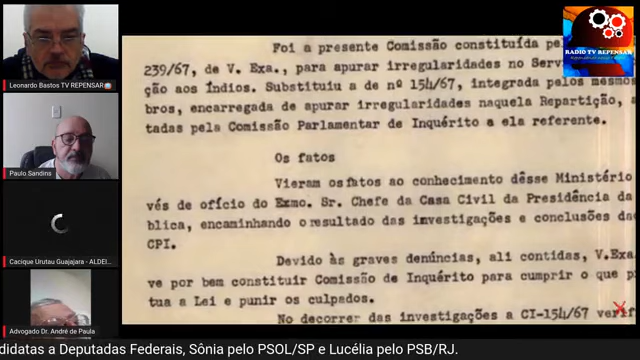 Leonardo Bastos TV REPENSAR
Paulo Sandins
Cacique Urutau Guajajara - ALDEI...
Advogado Dr. André de Paula
RADIO TV REPENSAR
Foi a presente Comissão constituída pe
239/67, de V. Exa., para apurar irregularidades no Serv
ção aos Índios. Substituiu a de nº 154/67, integrada pelos mesmos
bros, encarregada de apurar irregularidades naquela Repartição,
tadas pela Comissão Parlamentar de Inquérito a ela referente.
Os fatos
Vieram os fatos ao conhecimento dêsse Ministério
vés de ofício do Exmo. Sr. Chefe da Casa Civil da Presidência da
blica, encaminhando o resultado das investigações e conclusões da
CPI.
Devido às graves denúncias, ali contidas, V.Exa
ve por bem constituir Comissão de Inquérito para cumprir o que p
tua a Lei e punir os culpados.
No decorrer das investigações a CI-154/67 verif
didatas a Deputadas Federais, Sônia pelo PSOL/SP e Lucélia pelo PSB/RJ.